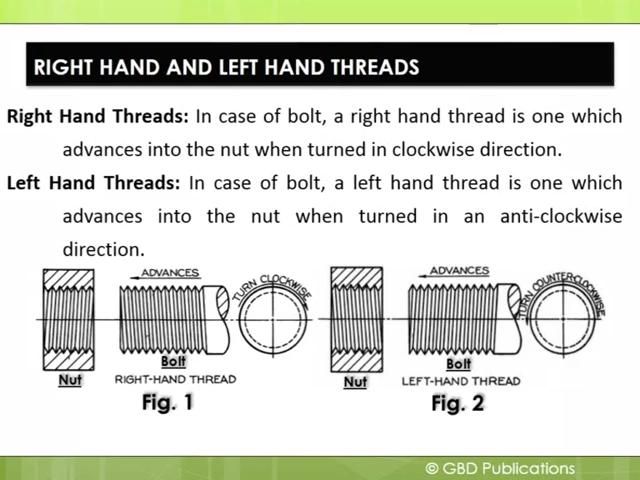 RIGHT HAND AND LEFT HAND THREADS
Right Hand Threads: In case of bolt, a right hand thread is one which
advances into the nut when turned in clockwise direction.
Left Hand Threads: In case of bolt, a left hand thread is one which
advances into the nut when turned in an anti-clockwise
direction.
ADVANCES
TURN CLOCKWISE
ADVANCES
TURN COUNTER-CLOCKWISE
Nut
Bolt
RIGHT-HAND THREAD
Nut
Bolt
LEFT-HAND THREAD
Fig. 1
Fig. 2
© GBD Publications